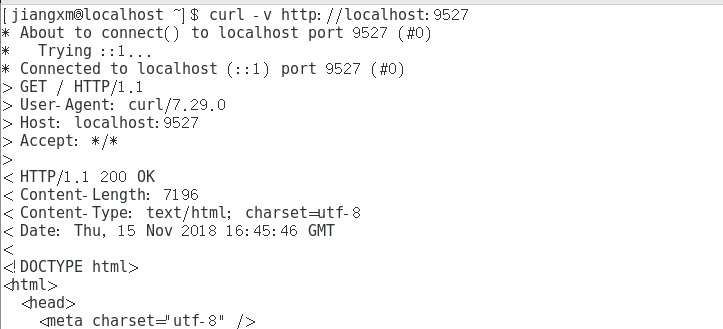 [jiangxm@localhost ~]$ curl -v http://localhost:9527
* About to connect() to localhost port 9527 (#0)
*   Trying ::1...
* Connected to localhost (::1) port 9527 (#0)
> GET / HTTP/1.1
> User-Agent: curl/7.29.0
> Host: localhost:9527
> Accept: */*
>
< HTTP/1.1 200 OK
< Content-Length: 7196
< Content-Type: text/html; charset=utf-8
< Date: Thu, 15 Nov 2018 16:45:46 GMT
<
<!DOCTYPE html>
<html>
  <head>
    <meta charset="utf-8" />